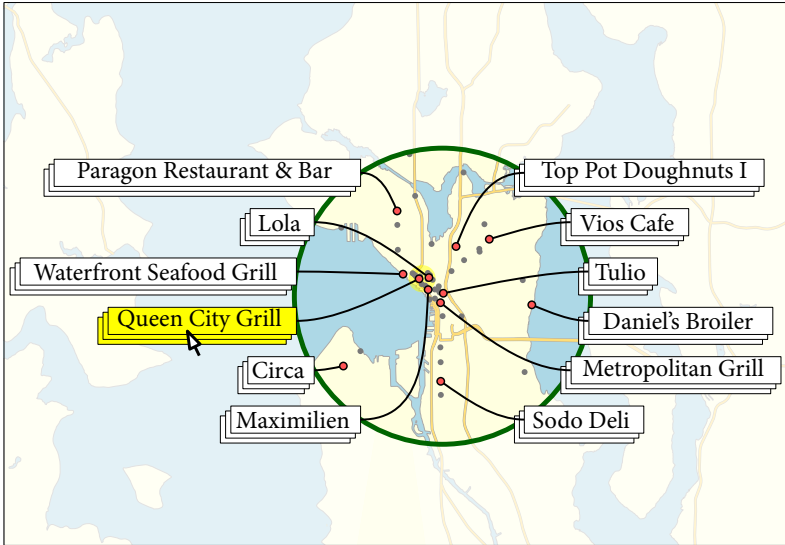 Paragon Restaurant & Bar
Top Pot Doughnuts I
Lola
Vios Cafe
Waterfront Seafood Grill
Tulio
Queen City Grill
Daniel's Broiler
Circa
Metropolitan Grill
Maximilien
Sodo Deli